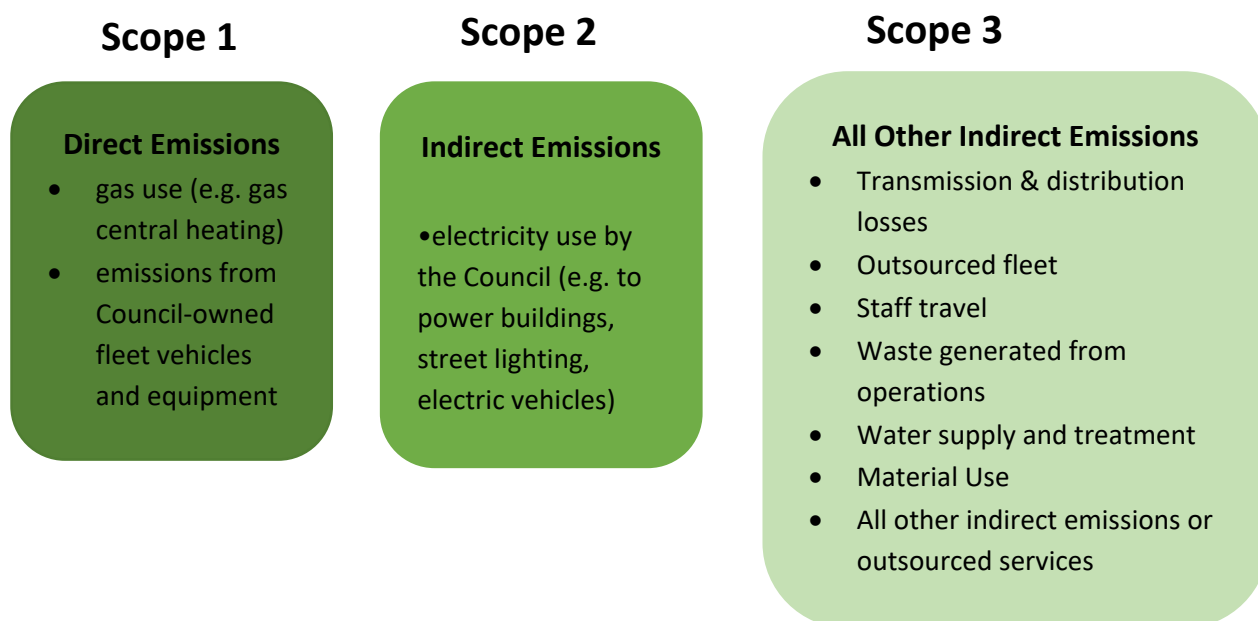 Scope 1
Direct Emissions
• gas use (e.g. gas
central heating)
• emissions from
Council-owned
fleet vehicles
and equipment
Scope 2
Indirect Emissions
•electricity use by
the Council (e.g. to
power buildings,
street lighting,
electric vehicles)
Scope 3
All Other Indirect Emissions
• Transmission & distribution
losses
• Outsourced fleet
• Staff travel
• Waste generated from
operations
• Water supply and treatment
• Material Use
• All other indirect emissions or
outsourced services